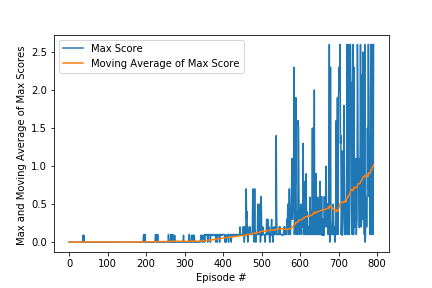 Max Score
Moving Average of Max Score
Max and Moving Average of Max Scores
2.5
2.0
1.5
1.0
0.5
0.0
0 100 200 300 400 500 600 700 800
Episode #